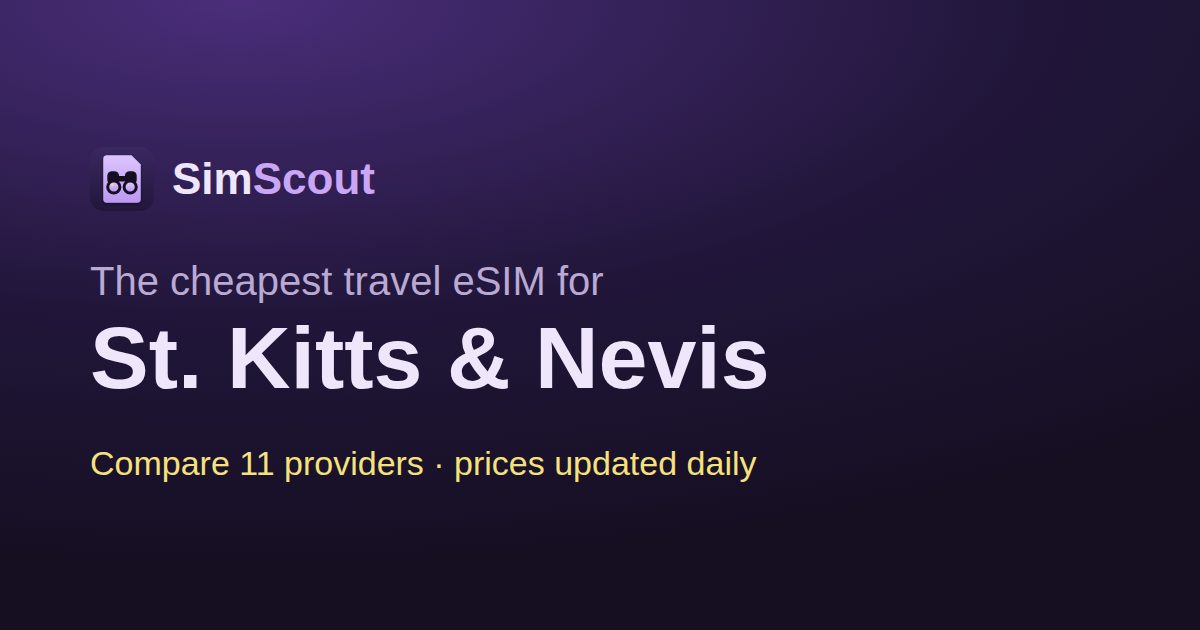 SimScout
The cheapest travel eSIM for
St. Kitts & Nevis
Compare 11 providers · prices updated daily